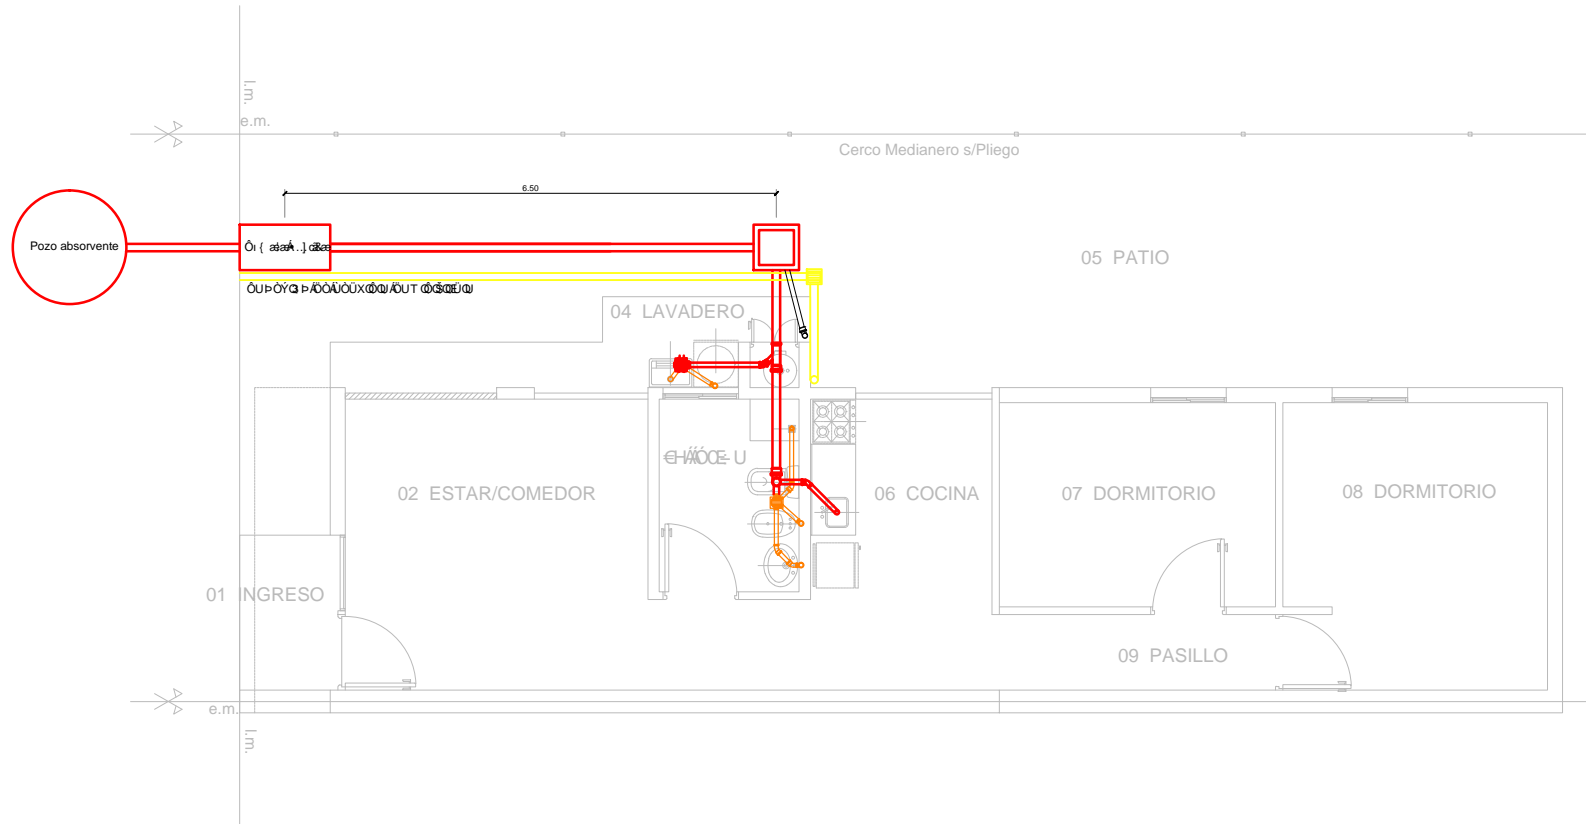 l.m.
e.m.
Cerco Medianero s/Pliego
6.50
Pozo absorvente
05 PATIO
04 LAVADERO
02 ESTAR/COMEDOR
06 COCINA
07 DORMITORIO
08 DORMITORIO
01 INGRESO
09 PASILLO
e.m.
l.m.